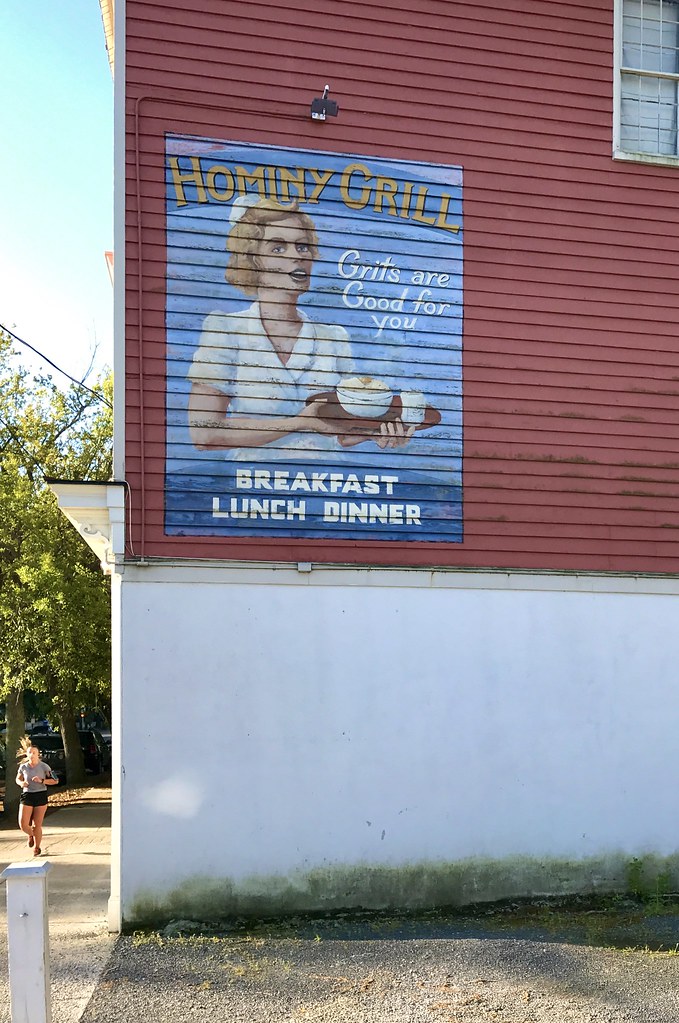 HOMINY GRILL
Grits are
Good for
you
BREAKFAST
LUNCH DINNER